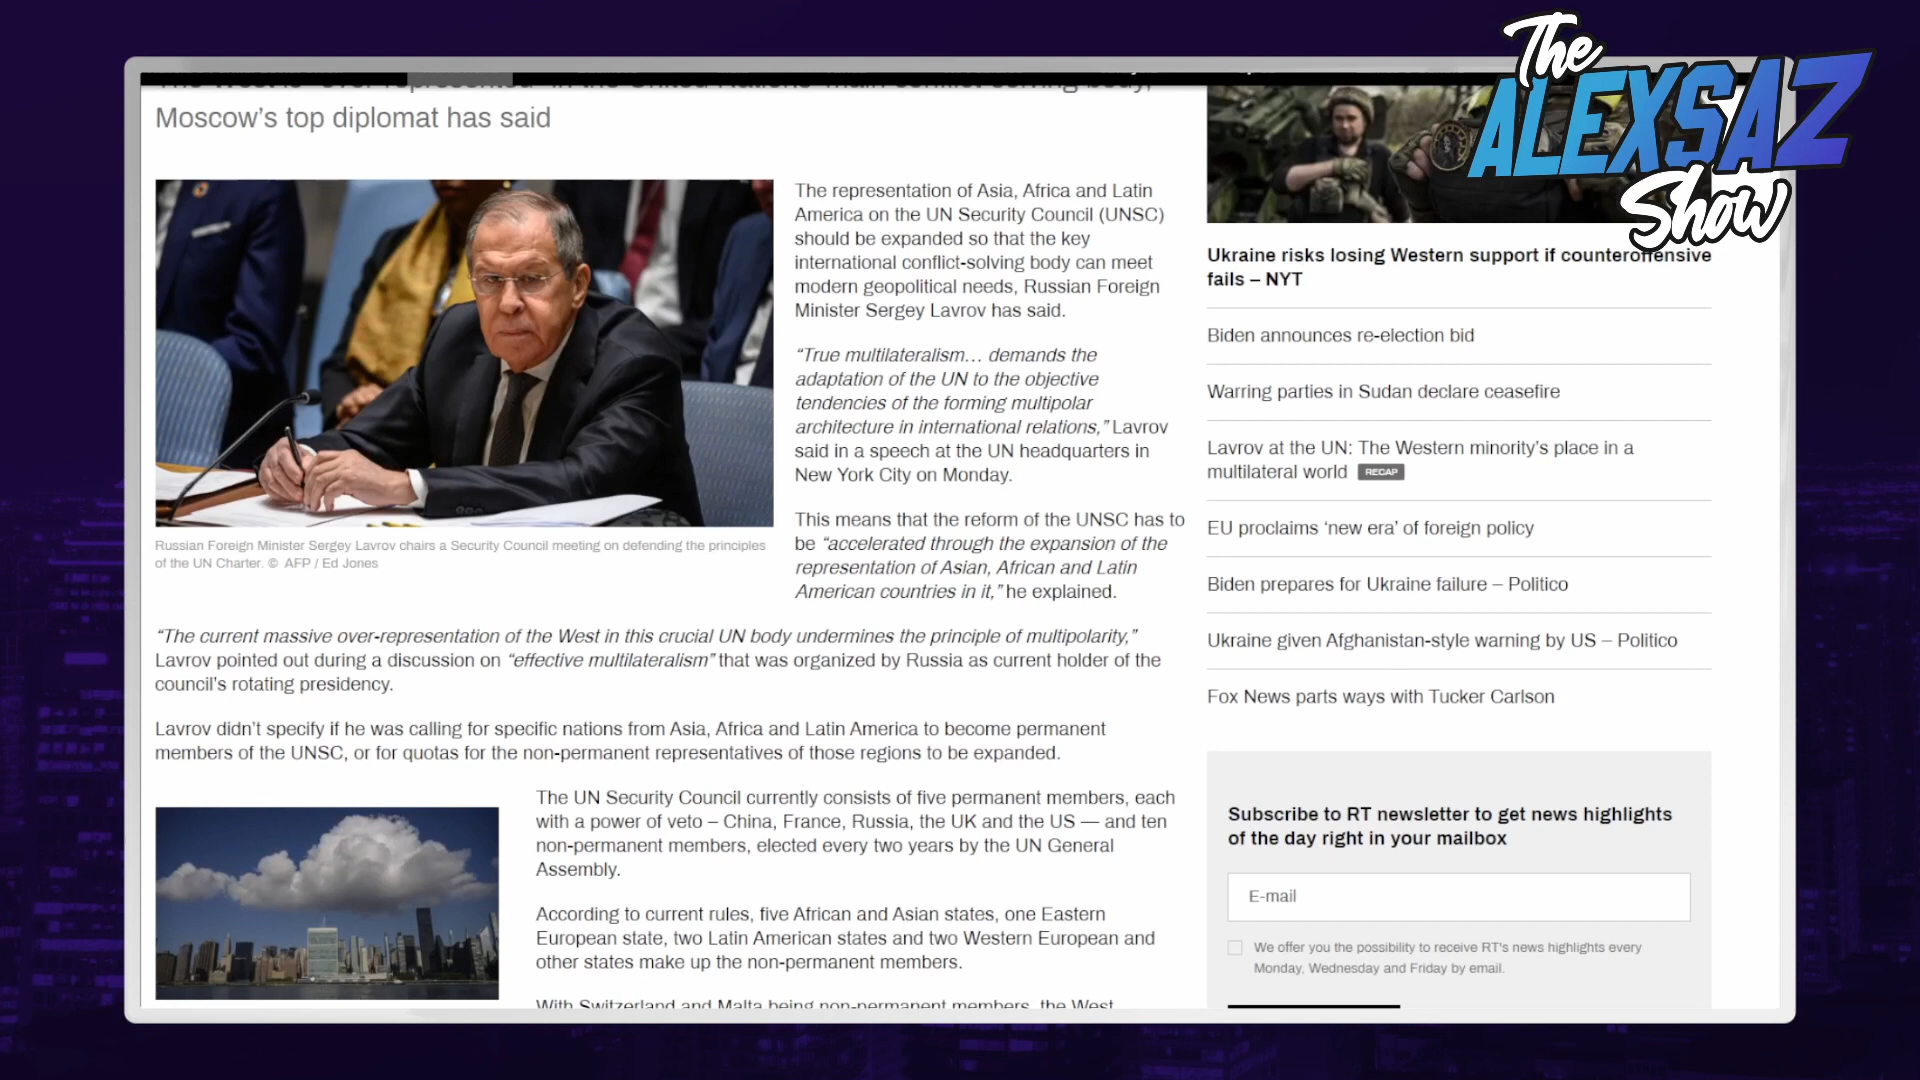 The
ALEXSAZ
Show
The West is “over-represented” in the United Nations’ main conflict-solving body,
Moscow’s top diplomat has said
The representation of Asia, Africa and Latin
America on the UN Security Council (UNSC)
should be expanded so that the key
international conflict-solving body can meet
modern geopolitical needs, Russian Foreign
Minister Sergey Lavrov has said.
“True multilateralism… demands the
adaptation of the UN to the objective
tendencies of the forming multipolar
architecture in international relations,” Lavrov
said in a speech at the UN headquarters in
New York City on Monday.
This means that the reform of the UNSC has to
be “accelerated through the expansion of the
representation of Asian, African and Latin
American countries in it,” he explained.
Russian Foreign Minister Sergey Lavrov chairs a Security Council meeting on defending the principles
of the UN Charter. © AFP / Ed Jones
“The current massive over-representation of the West in this crucial UN body undermines the principle of multipolarity,”
Lavrov pointed out during a discussion on “effective multilateralism” that was organized by Russia as current holder of the
council’s rotating presidency.
Lavrov didn’t specify if he was calling for specific nations from Asia, Africa and Latin America to become permanent
members of the UNSC, or for quotas for the non-permanent representatives of those regions to be expanded.
The UN Security Council currently consists of five permanent members, each
with a power of veto – China, France, Russia, the UK and the US — and ten
non-permanent members, elected every two years by the UN General
Assembly.
According to current rules, five African and Asian states, one Eastern
European state, two Latin American states and two Western European and
other states make up the non-permanent members.
With Switzerland and Malta being non-permanent members, the West
Ukraine risks losing Western support if counteroffensive
fails – NYT
Biden announces re-election bid
Warring parties in Sudan declare ceasefire
Lavrov at the UN: The Western minority’s place in a
multilateral world RECAP
EU proclaims ‘new era’ of foreign policy
Biden prepares for Ukraine failure – Politico
Ukraine given Afghanistan-style warning by US – Politico
Fox News parts ways with Tucker Carlson
Subscribe to RT newsletter to get news highlights
of the day right in your mailbox
E-mail
We offer you the possibility to receive RT's news highlights every
Monday, Wednesday and Friday by email.